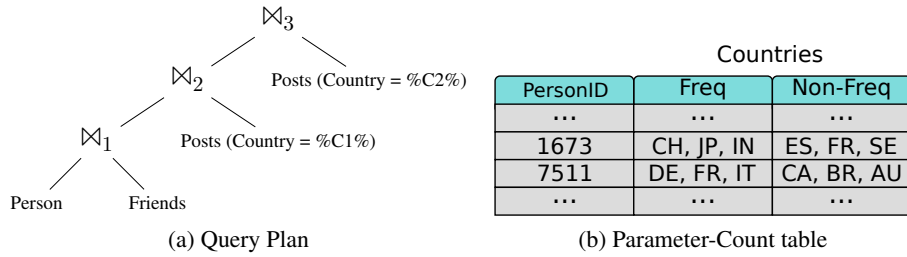 ⋈3
⋈2
Posts (Country = %C2%)
⋈1
Posts (Country = %C1%)
Person
Friends
(a) Query Plan
Countries
PersonID Freq Non-Freq
... ... ...
1673 CH, JP, IN ES, FR, SE
7511 DE, FR, IT CA, BR, AU
... ... ...
(b) Parameter-Count table